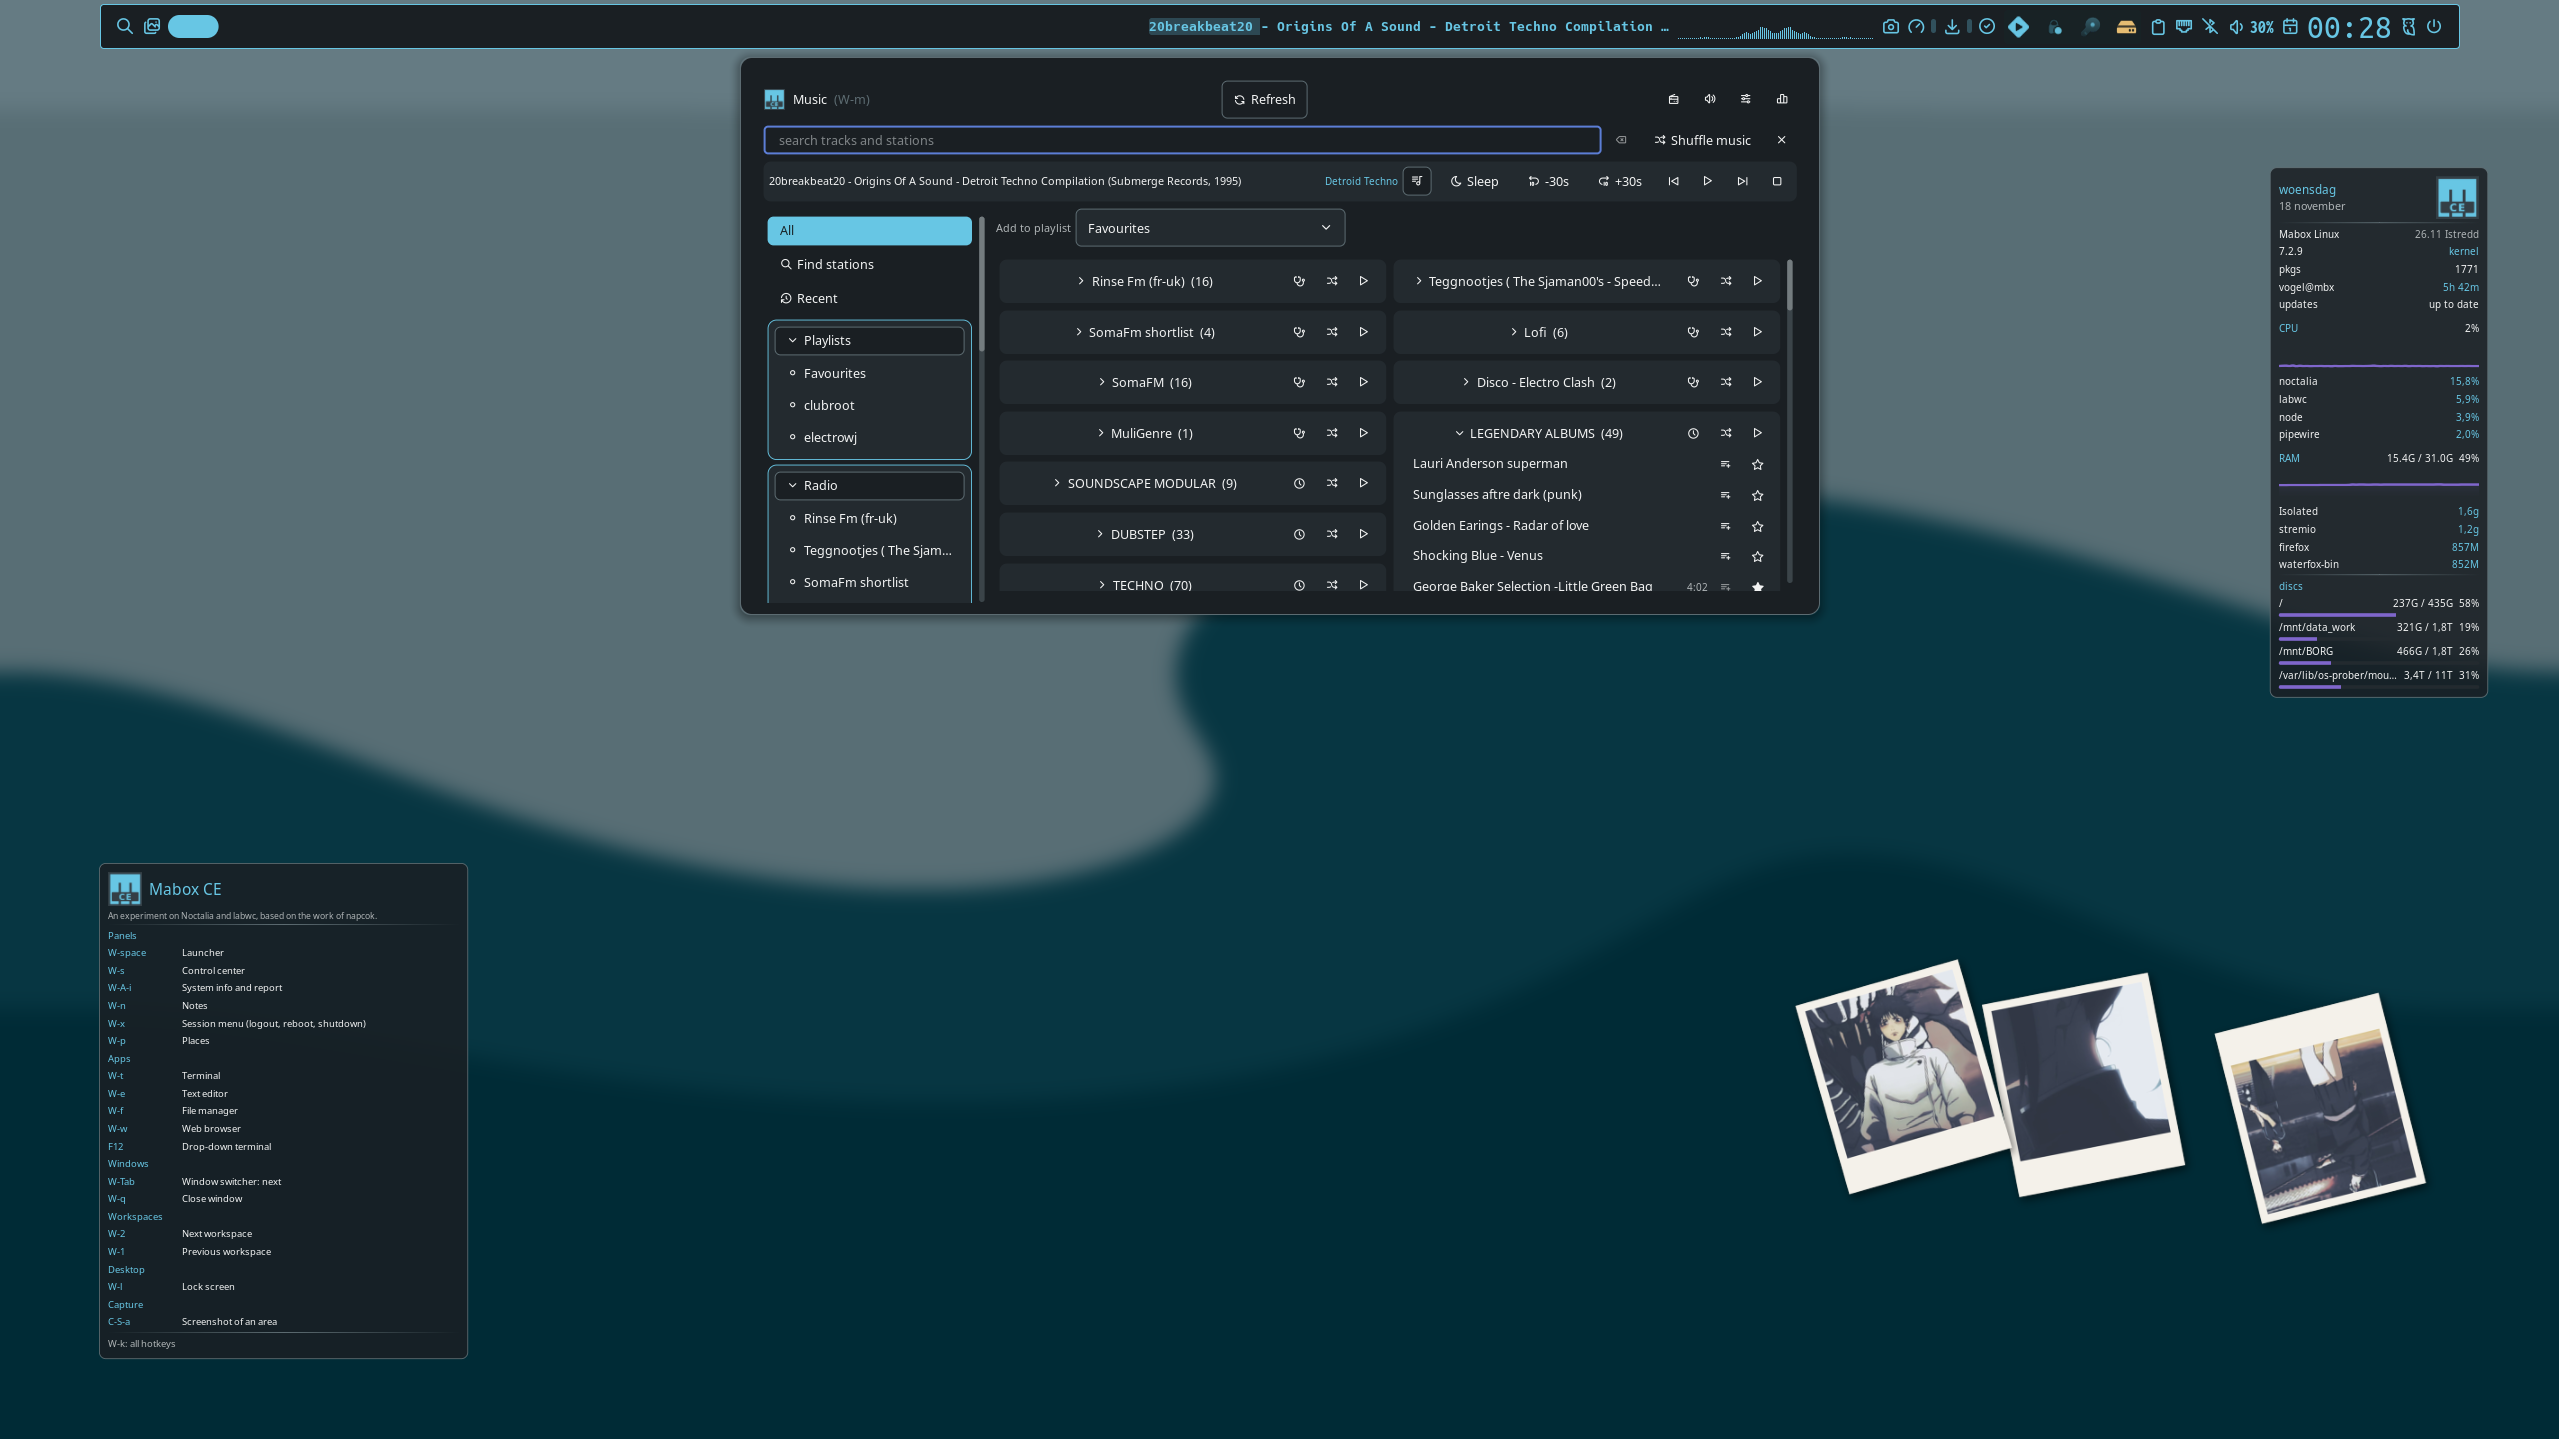 20breakbeat20 - Origins Of A Sound - Detroit Techno Compilation …
30%
00:28
Music (W-m)
Refresh
search tracks and stations
Shuffle music
20breakbeat20 - Origins Of A Sound - Detroit Techno Compilation (Submerge Records, 1995)
Detroid Techno
Sleep
-30s
+30s
All
Find stations
Recent
Playlists
Favourites
clubroot
electrowj
Radio
Rinse Fm (fr-uk)
Teggnootjes ( The Sjam…
SomaFm shortlist
Add to playlist
Favourites
Rinse Fm (fr-uk) (16)
SomaFm shortlist (4)
SomaFM (16)
MuliGenre (1)
SOUNDSCAPE MODULAR (9)
DUBSTEP (33)
TECHNO (70)
Teggnootjes ( The Sjaman00's - Speed…
Lofi (6)
Disco - Electro Clash (2)
LEGENDARY ALBUMS (49)
Lauri Anderson superman
Sunglasses aftre dark (punk)
Golden Earings - Radar of love
Shocking Blue - Venus
George Baker Selection -Little Green Bag 4:02
woensdag
18 november
CE
Mabox Linux 26.11 Istredd
7.2.9 kernel
pkgs 1771
vogel@mbx 5h 42m
updates up to date
CPU 2%
noctalia 15,8%
labwc 5,9%
node 3,9%
pipewire 2,0%
RAM 15.4G / 31.0G 49%
Isolated 1,6g
stremio 1,2g
firefox 857M
waterfox-bin 852M
discs
/ 237G / 435G 58%
/mnt/data_work 321G / 1,8T 19%
/mnt/BORG 466G / 1,8T 26%
/var/lib/os-prober/mou… 3,4T / 11T 31%
CE
Mabox CE
An experiment on Noctalia and labwc, based on the work of napcok.
Panels
W-space Launcher
W-s Control center
W-A-i System info and report
W-n Notes
W-x Session menu (logout, reboot, shutdown)
W-p Places
Apps
W-t Terminal
W-e Text editor
W-f File manager
W-w Web browser
F12 Drop-down terminal
Windows
W-Tab Window switcher: next
W-q Close window
Workspaces
W-2 Next workspace
W-1 Previous workspace
Desktop
W-l Lock screen
Capture
C-S-a Screenshot of an area
W-k: all hotkeys